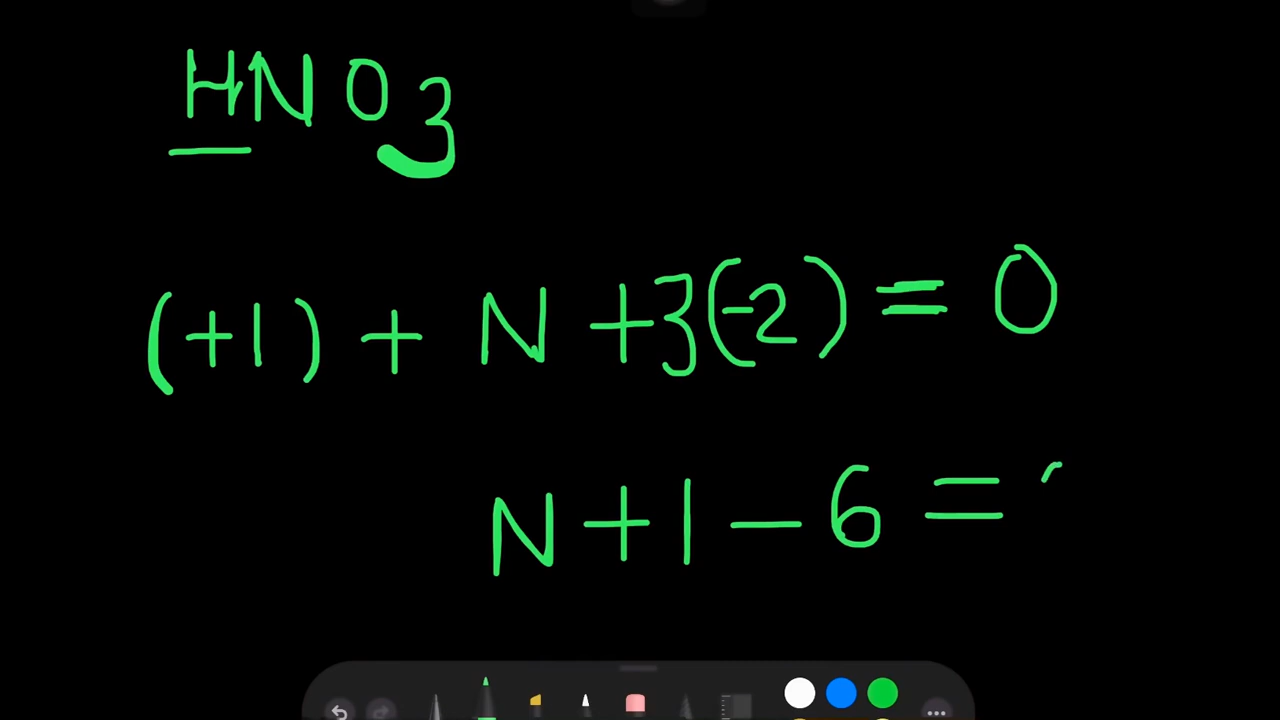 HNO3
(+1) + N +3(-2) = 0
N + 1 - 6 =